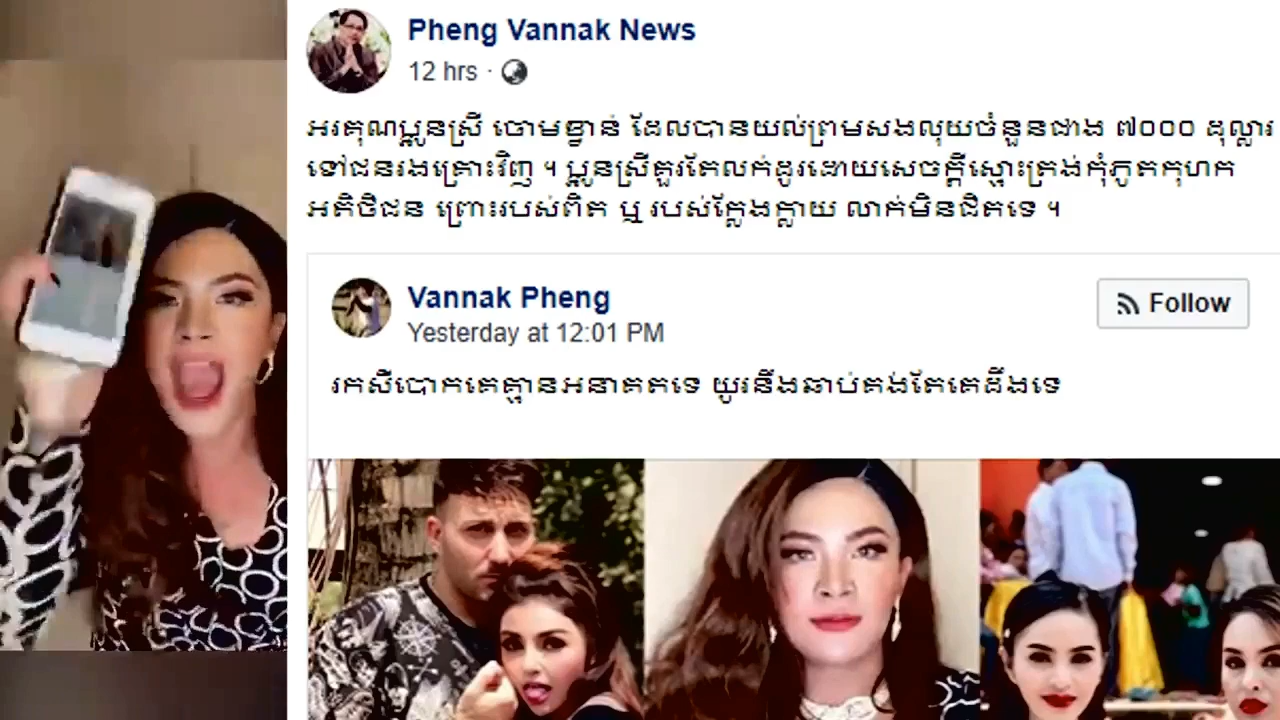 Pheng Vannak News
12 hrs ·
អរគុណប្អូនស្រី ចោមខ្វាន់ ដែលបានយល់ព្រមសងលុយចំនួនជាង ៧០០០ ដុល្លារ
ទៅជនរងគ្រោះវិញ ។ ប្អូនស្រីគួរតែលក់ដូរដោយសេចក្តីស្មោះត្រង់កុំភូតកុហក
អតិថិជន ព្រោះរបស់ពិត ឬ របស់ក្លែងក្លាយ លាក់មិនជិតទេ ។
Vannak Pheng
Follow
Yesterday at 12:01 PM
រកស៊ីបោកគេគ្មានអនាគតទេ យូរនឹងឆាប់គង់តែគេដឹងទេ